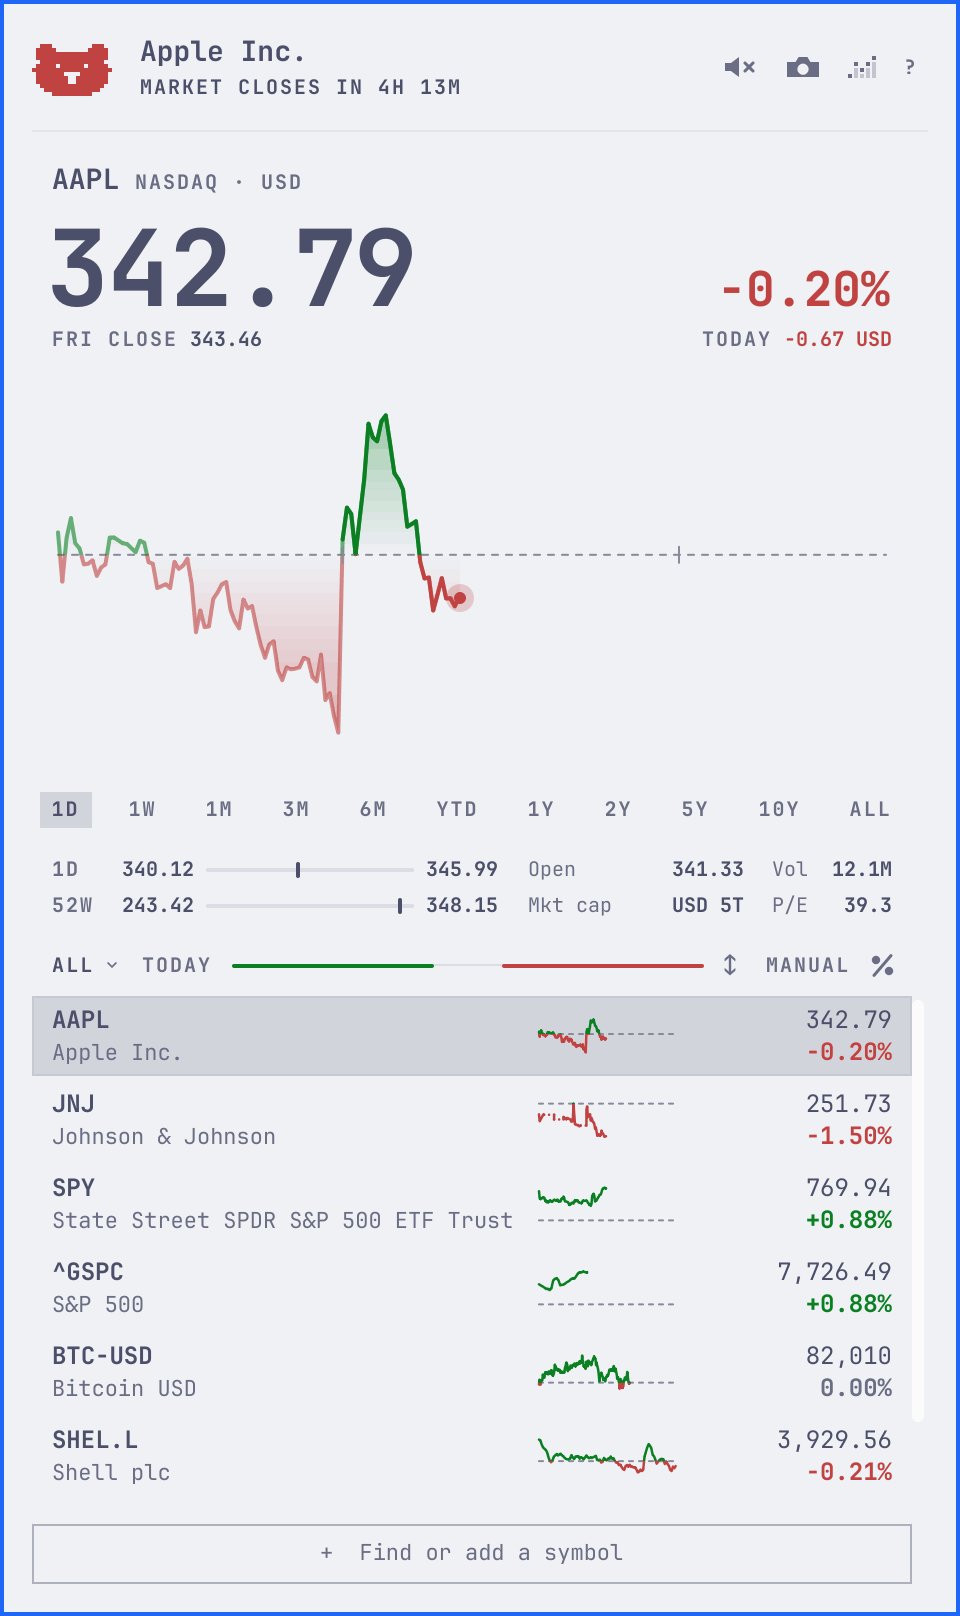 Apple Inc.
MARKET CLOSES IN 4H 13M
?
AAPL NASDAQ · USD
342.79
-0.20%
FRI CLOSE 343.46
TODAY -0.67 USD
1D 1W 1M 3M 6M YTD 1Y 2Y 5Y 10Y ALL
1D 340.12 345.99 Open 341.33 Vol 12.1M
52W 243.42 348.15 Mkt cap USD 5T P/E 39.3
ALL TODAY MANUAL %
AAPL 342.79
Apple Inc. -0.20%
JNJ 251.73
Johnson & Johnson -1.50%
SPY 769.94
State Street SPDR S&P 500 ETF Trust +0.88%
^GSPC 7,726.49
S&P 500 +0.88%
BTC-USD 82,010
Bitcoin USD 0.00%
SHEL.L 3,929.56
Shell plc -0.21%
+ Find or add a symbol